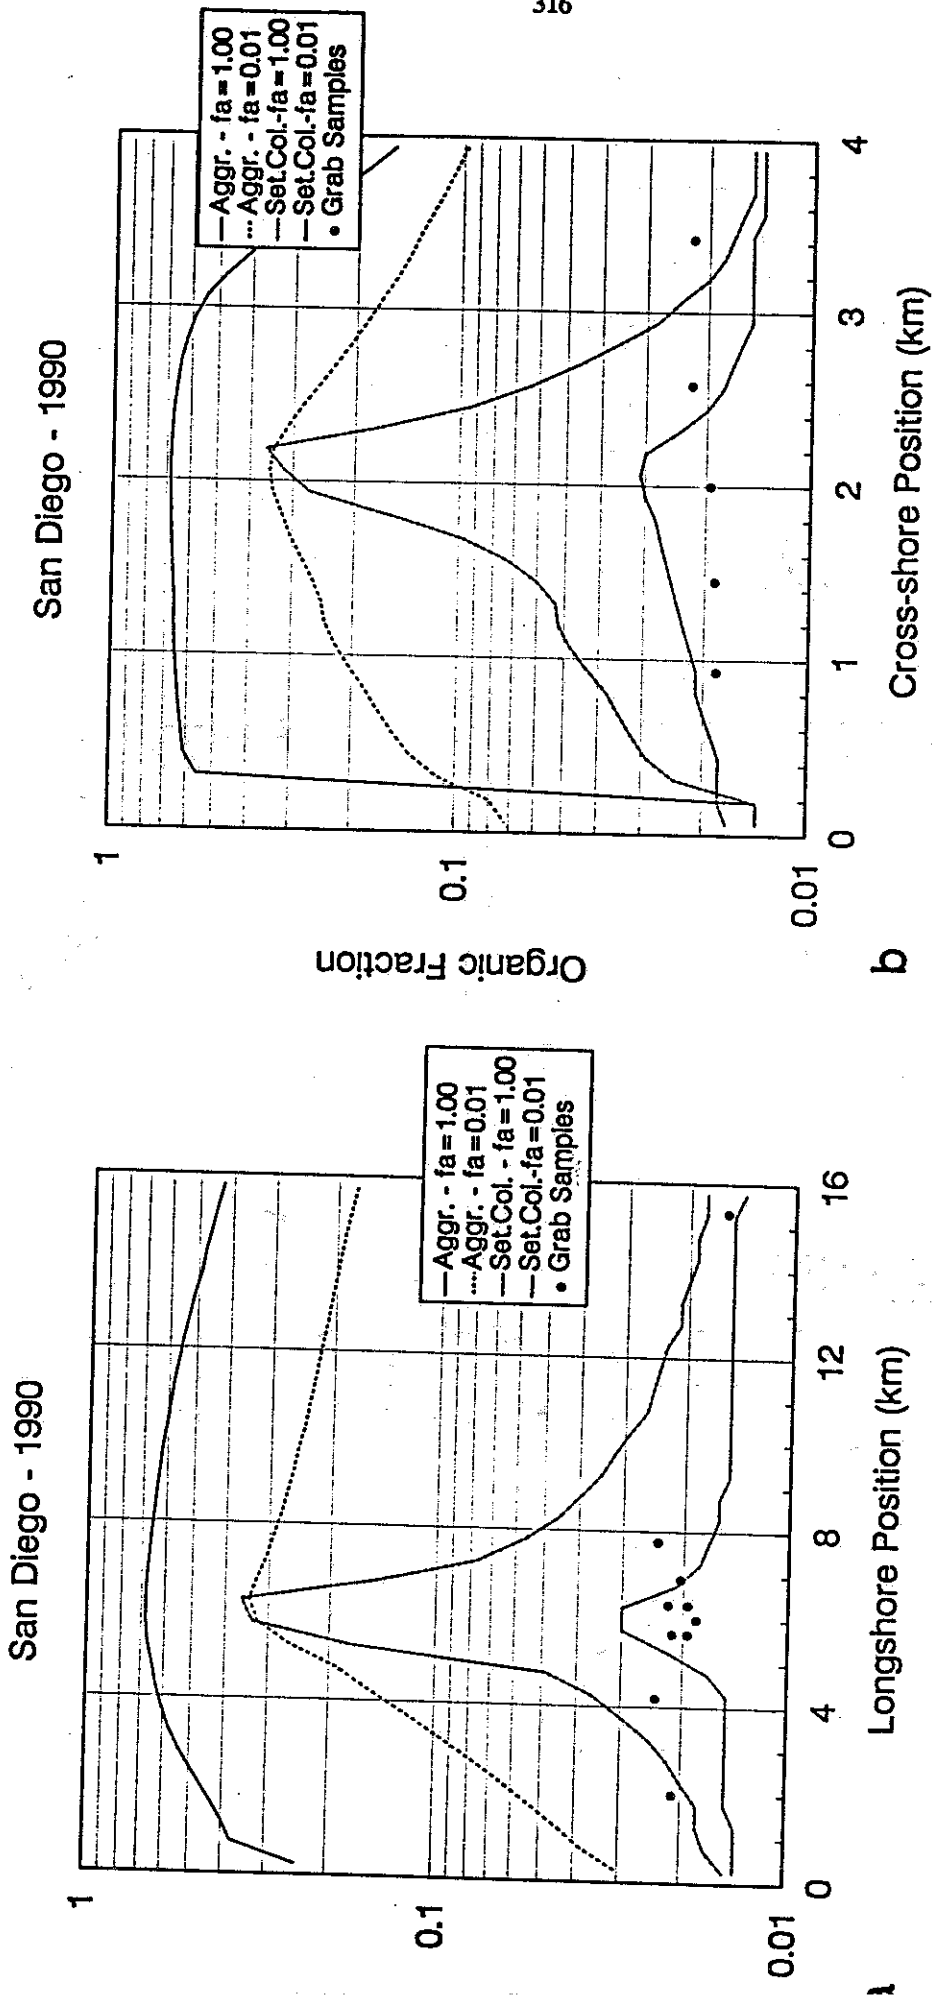 316
San Diego - 1990
1
0.1
0.01
0
4
8
12
16
Longshore Position (km)
Aggr. - fa=1.00
Aggr. - fa=0.01
Set.Col. - fa=1.00
Set.Col.-fa=0.01
Grab Samples
San Diego - 1990
Organic Fraction
1
0.1
0.01
0
1
2
3
4
Cross-shore Position (km)
Aggr. - fa=1.00
Aggr. - fa=0.01
Set.Col.-fa=1.00
Set.Col.-fa=0.01
Grab Samples
b